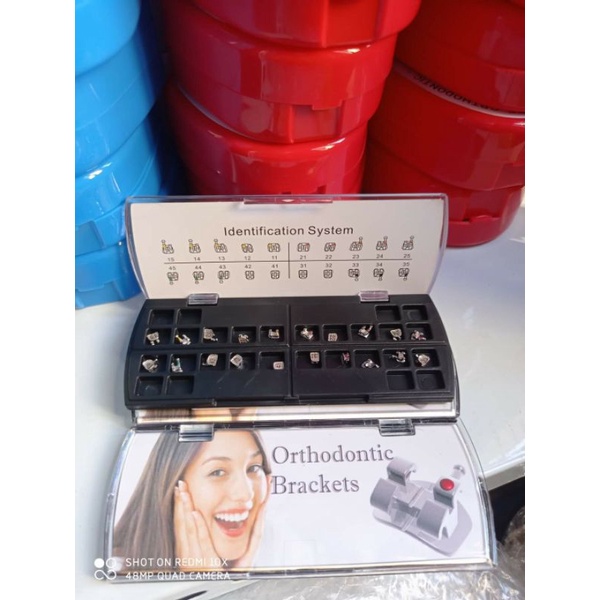 Identification System
15 14 13 12 11 21 22 23 24 25
45 44 43 42 41 31 32 33 34 35
Orthodontic
Brackets
SHOT ON REDMI 10X
48MP QUAD CAMERA